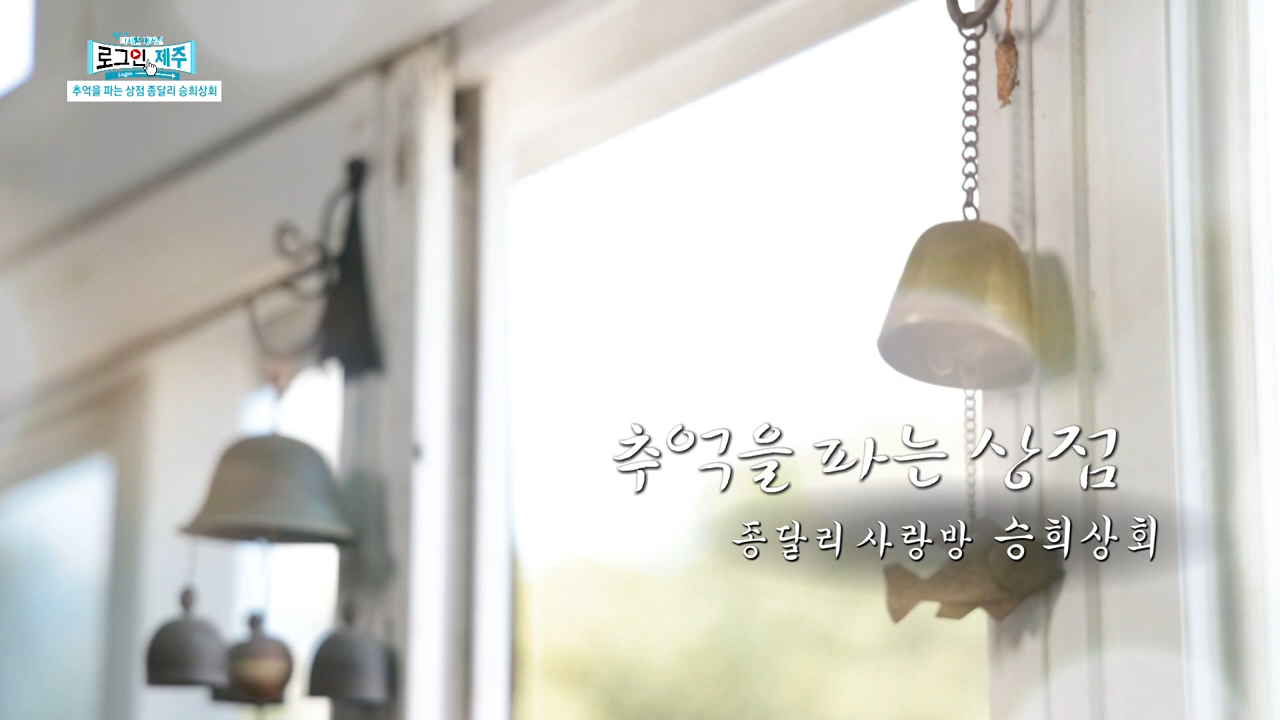 로그인 제주
Login
추억을 파는 상점 종달리 승희상회
추억을 파는 상점
종달리 사랑방 승희상회